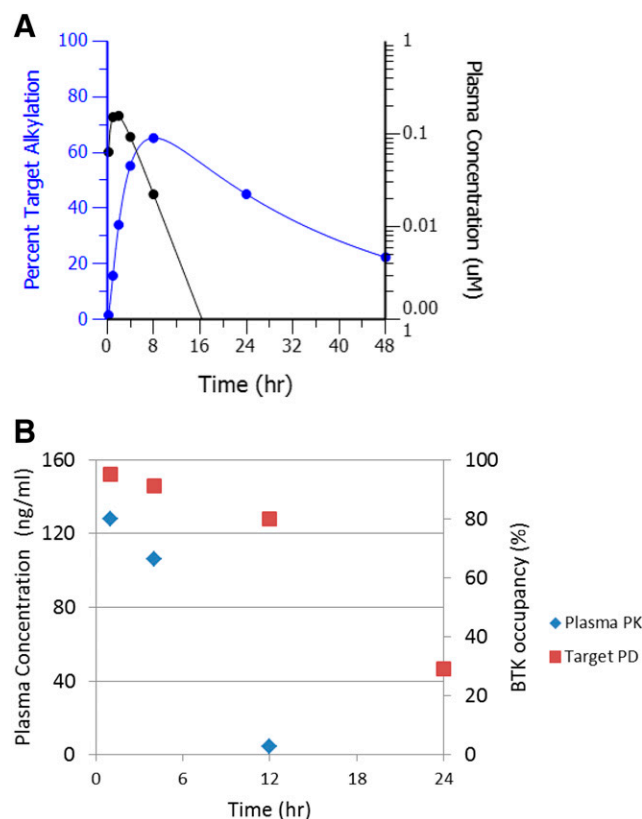 A
Percent Target Alkylation
100
80
60
40
20
0
1
0.1
0.01
0.00
1
Plasma Concentration (uM)
0 8 16 24 32 40 48
Time (hr)
B
Plasma Concentration (ng/ml)
160
120
80
40
0
100
80
60
40
20
0
BTK occupancy (%)
Plasma PK
Target PD
0 6 12 18 24
Time (hr)